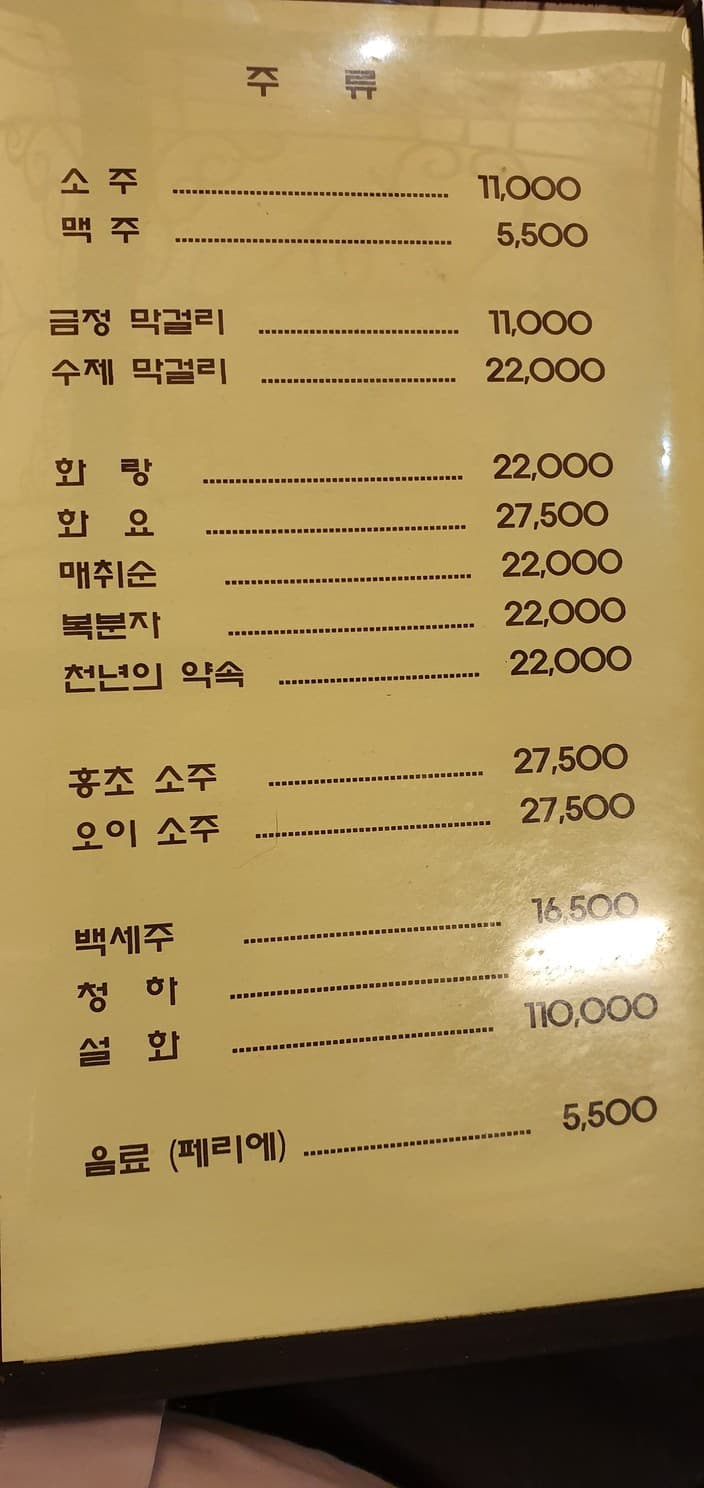 주 류
소 주 ........................................... 11,000
맥 주 ........................................... 5,500
금정 막걸리 ............................... 11,000
수제 막걸리 .............................. 22,000
화 랑 ........................................ 22,000
화 요 ........................................ 27,500
매취순 ...................................... 22,000
복분자 ...................................... 22,000
천년의 약속 ............................... 22,000
홍초 소주 ................................. 27,500
오이 소주 .................................... 27,500
백세주 ........................................ 16,500
청 하 ...........................................
설 화 ........................................ 110,000
음료 (페리에) ................................... 5,500